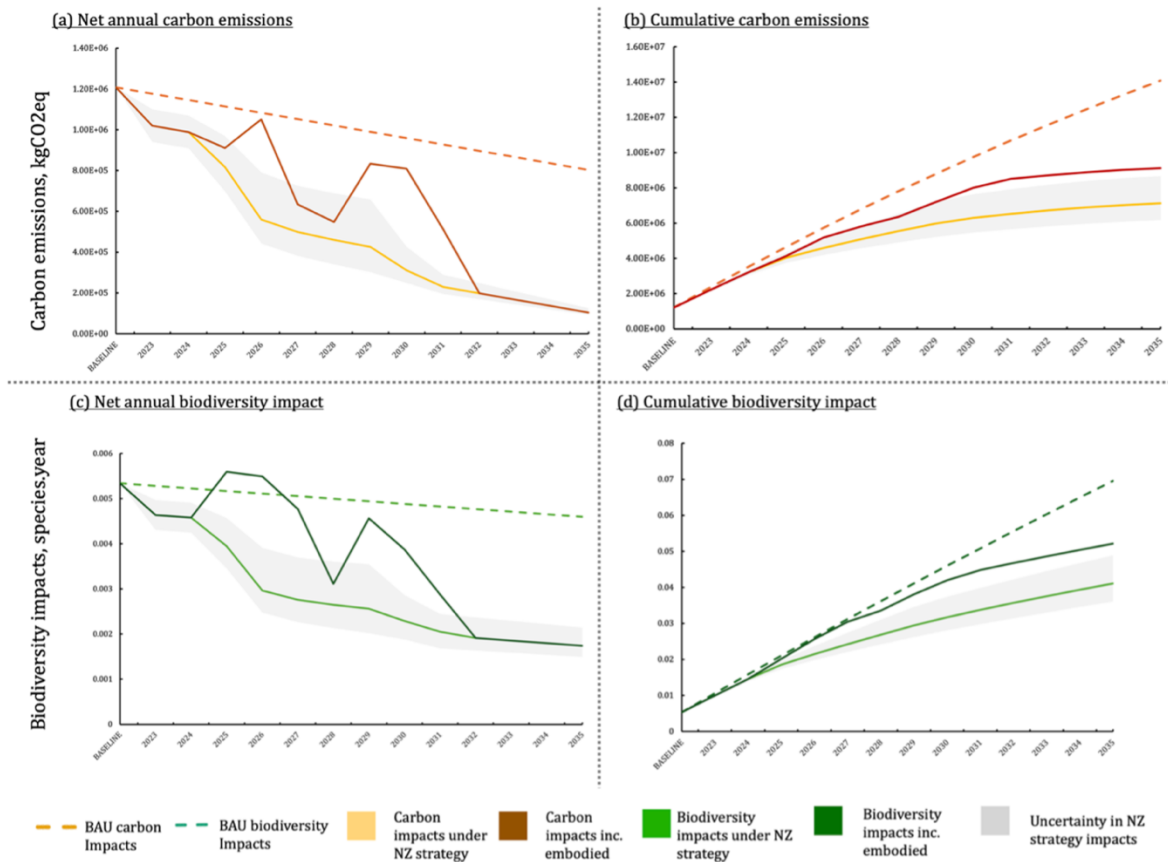 (a) Net annual carbon emissions
Carbon emissions, kgCO2eq
1.40E+06
1.20E+06
1.00E+06
8.00E+05
6.00E+05
4.00E+05
2.00E+05
0.00E+00
BASELINE
2023
2024
2025
2026
2027
2028
2029
2030
2031
2032
2033
2034
2035
(b) Cumulative carbon emissions
1.60E+07
1.40E+07
1.20E+07
1.00E+07
8.00E+06
6.00E+06
4.00E+06
2.00E+06
0.00E+00
BASELINE
2023
2024
2025
2026
2027
2028
2029
2030
2031
2032
2033
2034
2035
(c) Net annual biodiversity impact
Biodiversity impacts, species.year
0.006
0.005
0.004
0.003
0.002
0.001
0
BASELINE
2023
2024
2025
2026
2027
2028
2029
2030
2031
2032
2033
2034
2035
(d) Cumulative biodiversity impact
0.08
0.07
0.06
0.05
0.04
0.03
0.02
0.01
0
BASELINE
2023
2024
2025
2026
2027
2028
2029
2030
2031
2032
2033
2034
2035
BAU carbon
Impacts
BAU biodiversity
Impacts
Carbon
impacts under
NZ strategy
Carbon
impacts inc.
embodied
Biodiversity
impacts under NZ
strategy
Biodiversity
impacts inc.
embodied
Uncertainty in NZ
strategy impacts